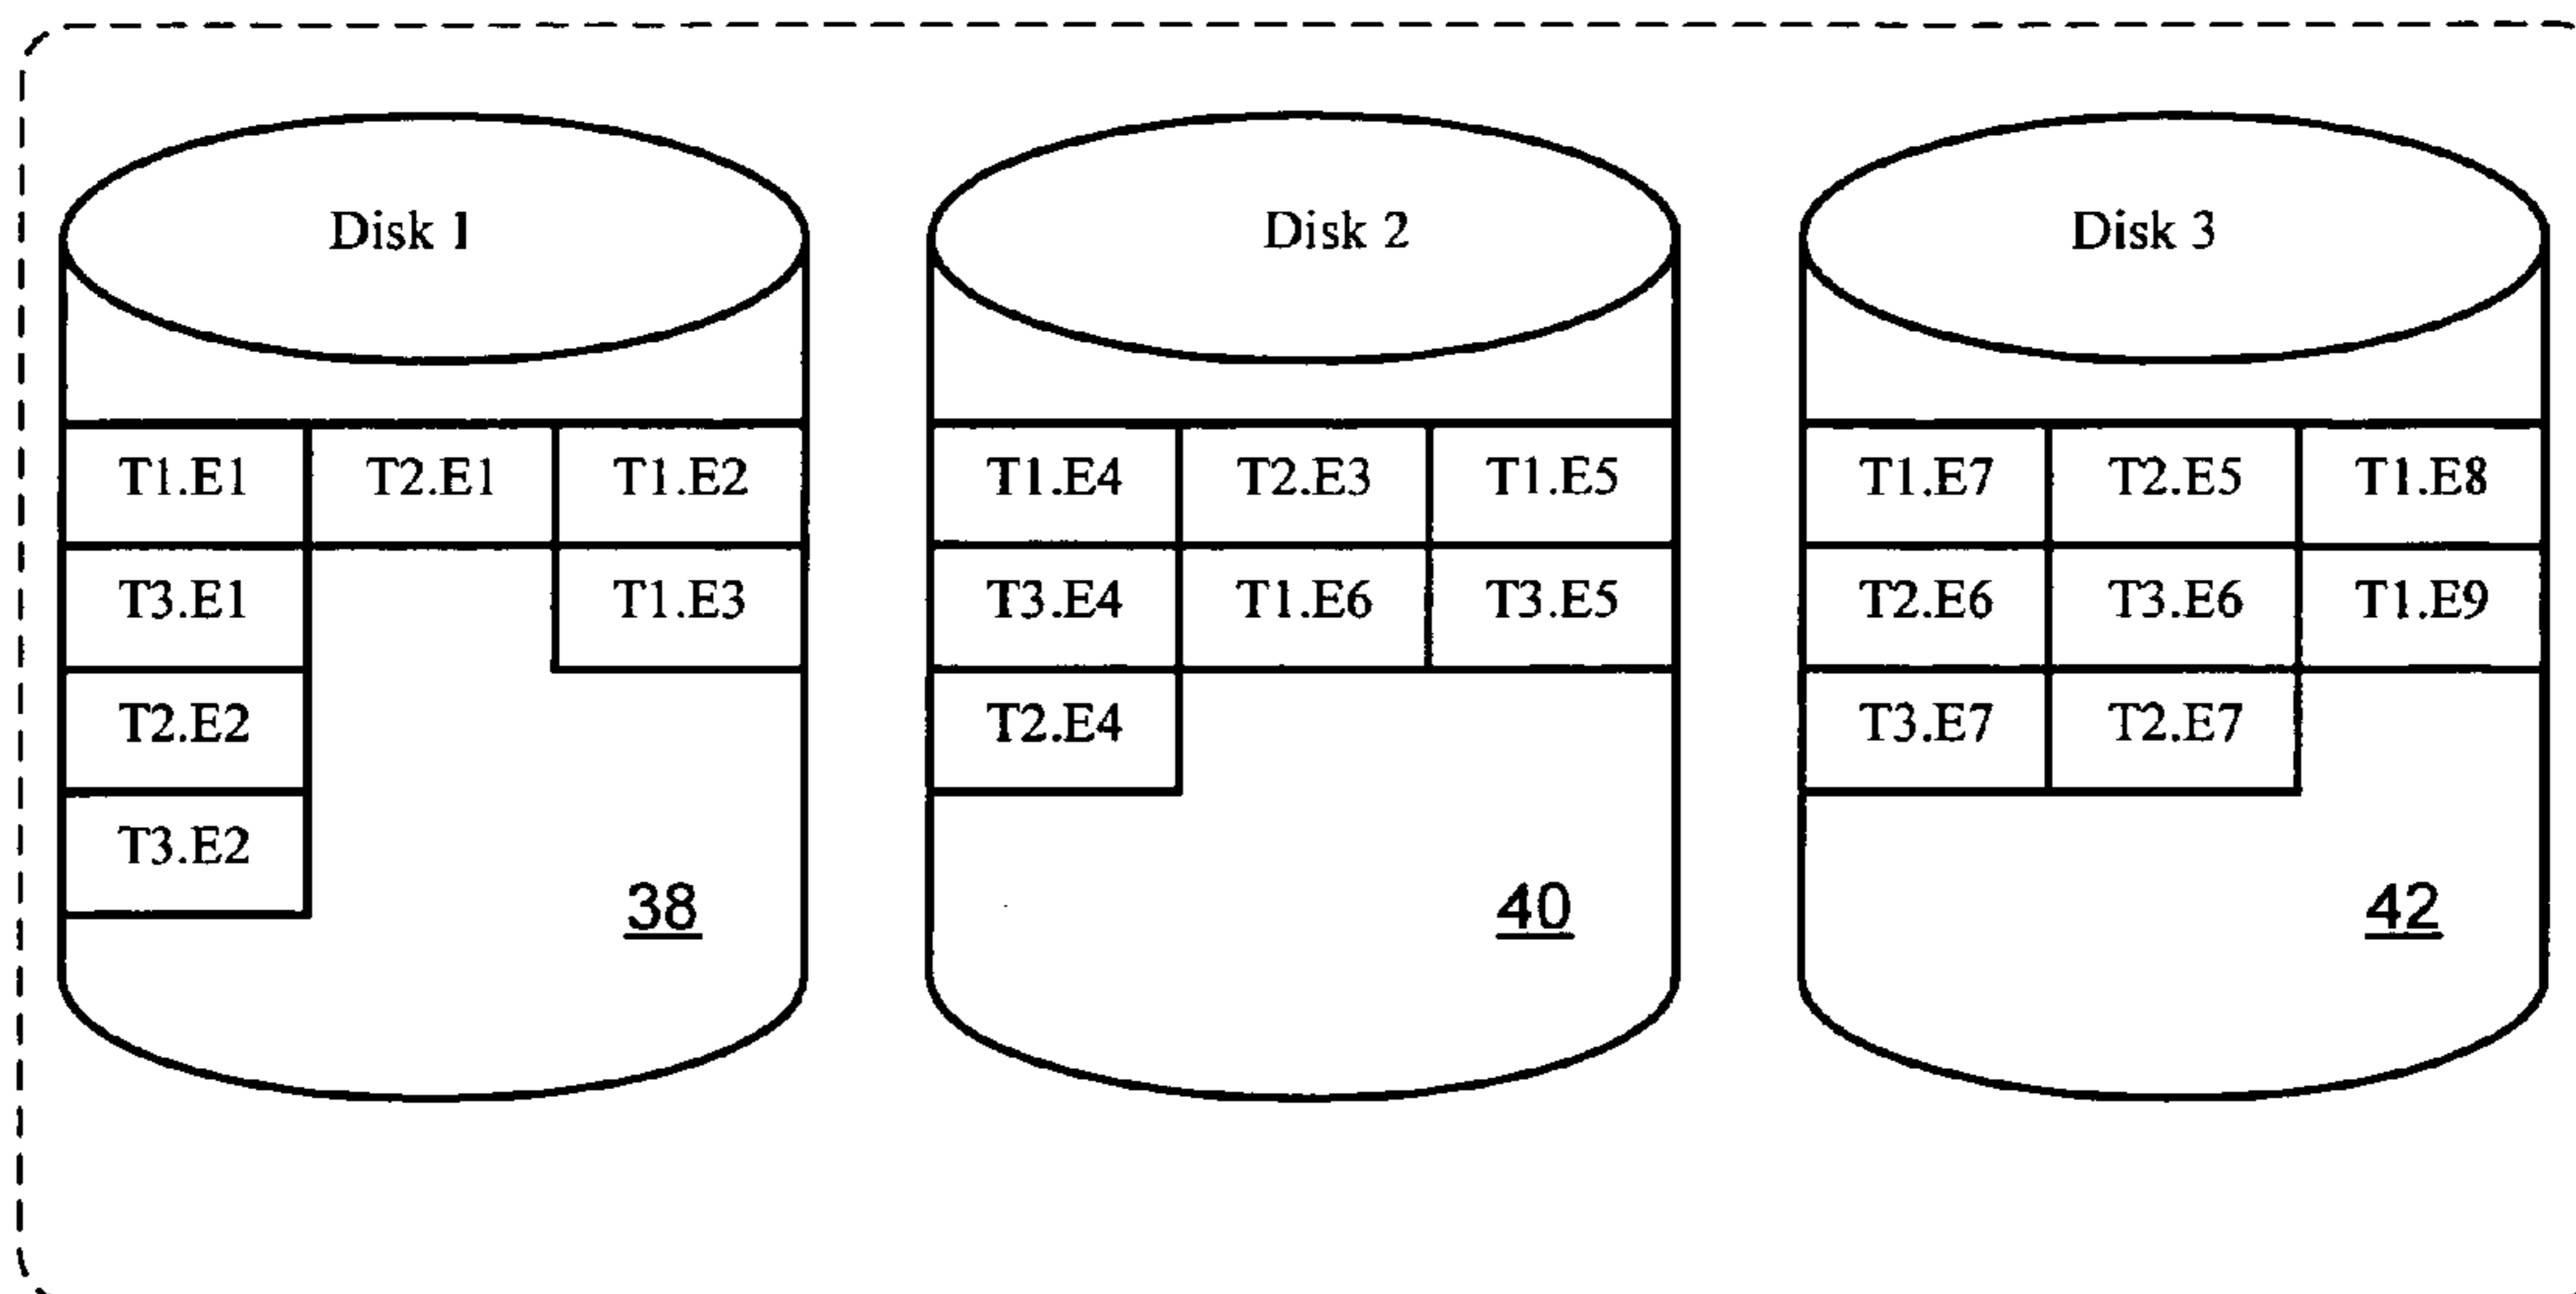 Disk 1
Disk 2
Disk 3
T1.E1 T2.E1 T1.E2
T3.E1 T1.E3
T2.E2
T3.E2
38
T1.E4 T2.E3 T1.E5
T3.E4 T1.E6 T3.E5
T2.E4
40
T1.E7 T2.E5 T1.E8
T2.E6 T3.E6 T1.E9
T3.E7 T2.E7
42